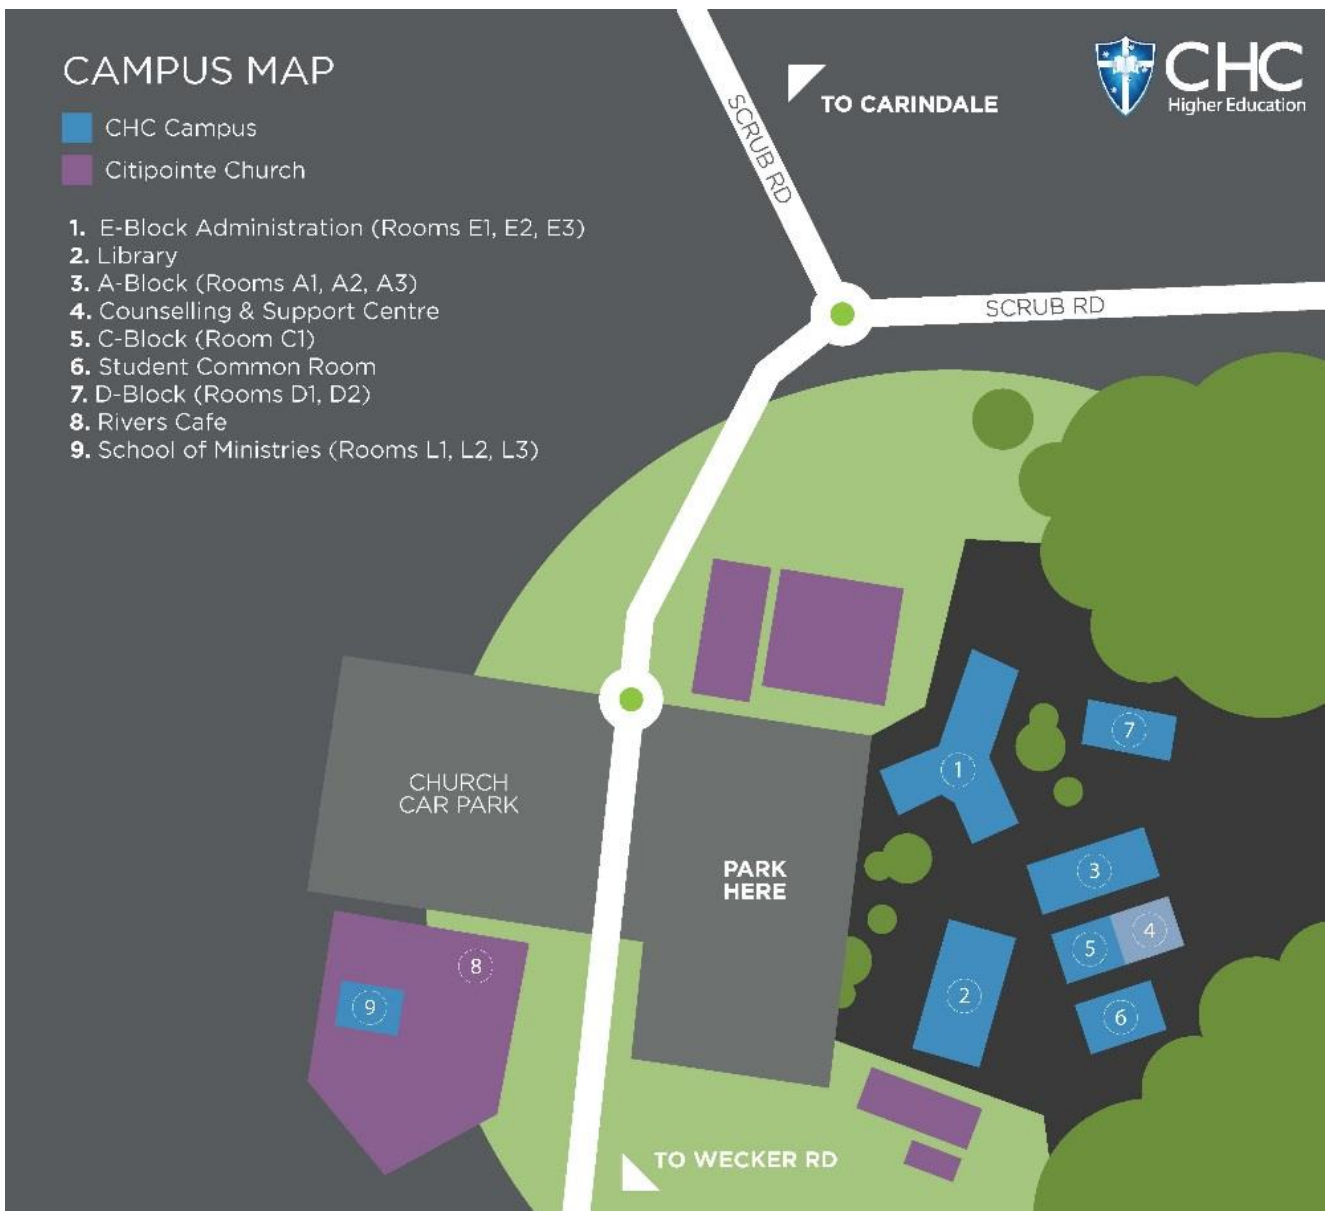 CAMPUS MAP
CHC Campus
Citipointe Church
1. E-Block Administration (Rooms E1, E2, E3)
2. Library
3. A-Block (Rooms A1, A2, A3)
4. Counselling & Support Centre
5. C-Block (Room C1)
6. Student Common Room
7. D-Block (Rooms D1, D2)
8. Rivers Cafe
9. School of Ministries (Rooms L1, L2, L3)
TO CARINDALE
CHC
Higher Education
SCRUB RD
SCRUB RD
CHURCH
CAR PARK
PARK
HERE
7
1
3
4
5
2
6
8
9
TO WECKER RD